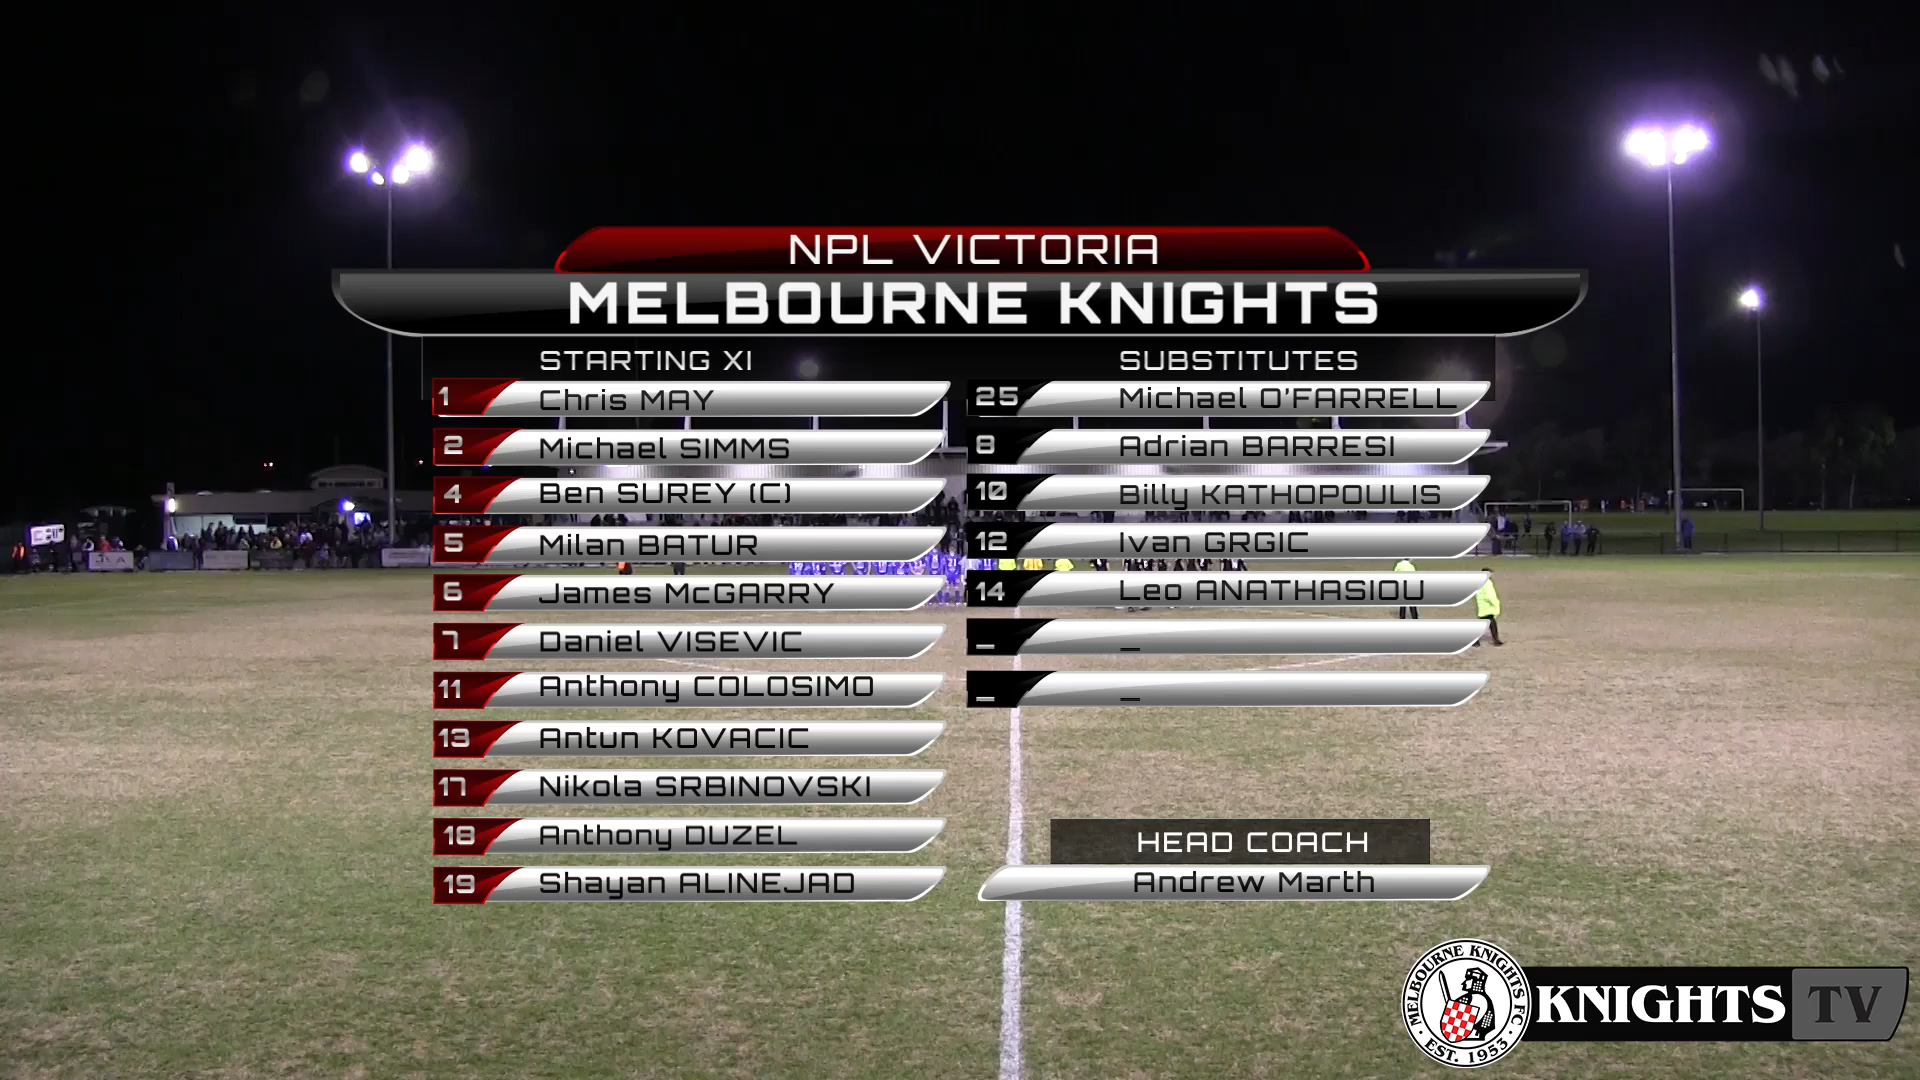 NPL VICTORIA
MELBOURNE KNIGHTS
STARTING XI
1 Chris MAY
2 Michael SIMMS
4 Ben SUREY (C)
5 Milan BATUR
6 James McGARRY
7 Daniel VISEVIC
11 Anthony COLOSIMO
13 Antun KOVACIC
17 Nikola SRBINOVSKI
18 Anthony DUZEL
19 Shayan ALINEJAD
SUBSTITUTES
25 Michael O'FARRELL
8 Adrian BARRESI
10 Billy KATHOPOULIS
12 Ivan GRGIC
14 Leo ANATHASIOU
_ _
_ _
HEAD COACH
Andrew Marth
MELBOURNE KNIGHTS FC
EST. 1953
KNIGHTS TV